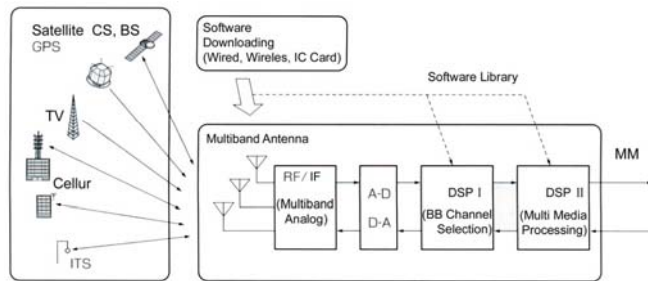 Satellite CS, BS
GPS
TV
Cellur
ITS
Software
Downloading
(Wired, Wireles, IC Card)
Software Library
Multiband Antenna
RF/IF
(Multiband
Analog)
A-D
D-A
DSP I
(BB Channel
Selection)
DSP II
(Multi Media
Processing)
MM